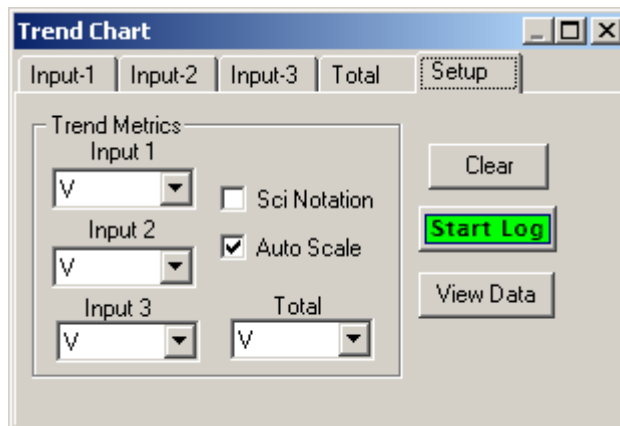 Trend Chart
Input-1 Input-2 Input-3 Total Setup
Trend Metrics
Input 1
V
Sci Notation
Input 2
Auto Scale
V
Input 3
Total
V
V
Clear
Start Log
View Data